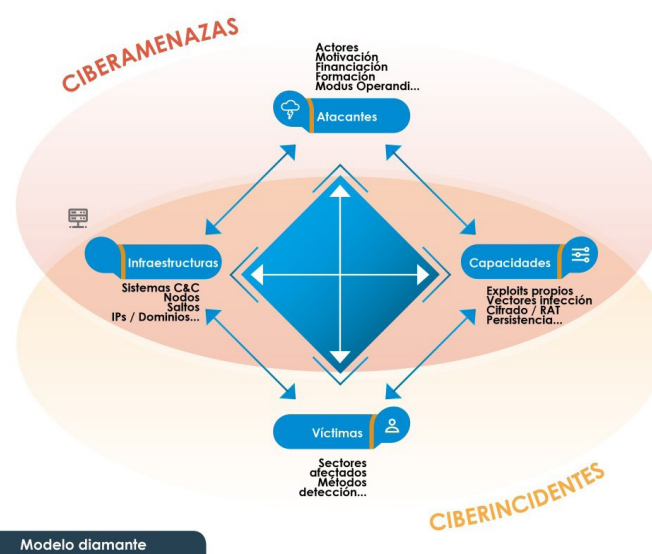 CIBERAMENAZAS
Actores
Motivación
Financiación
Formación
Modus Operandi...
Atacantes
Infraestructuras
Sistemas C&C
Nodos
Saltos
IPs / Dominios...
Capacidades
Exploits propios
Vectores infección
Cifrado / RAT
Persistencia...
Víctimas
Sectores
afectados
Métodos
detección...
CIBERINCIDENTES
Modelo diamante